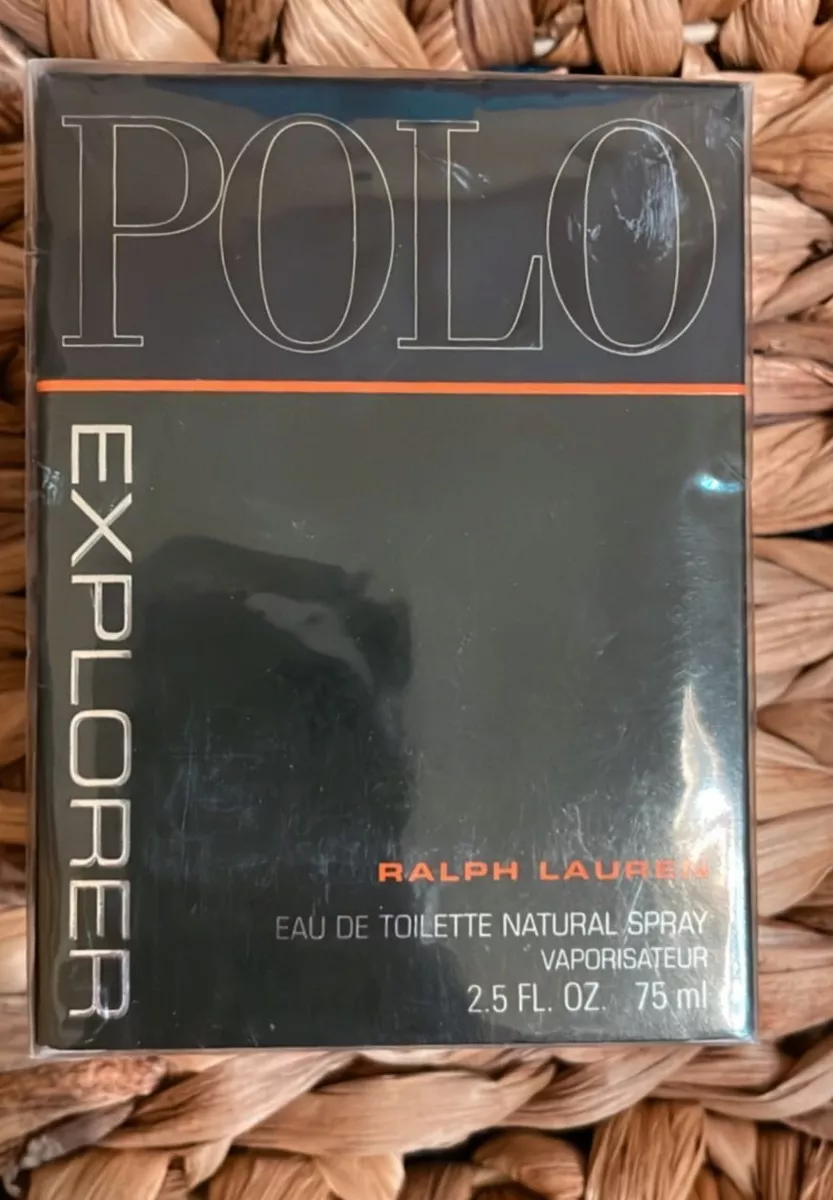 POLO
EXPLORER
RALPH LAUREN
EAU DE TOILETTE NATURAL SPRAY
VAPORISATEUR
2.5 FL. OZ. 75 ml